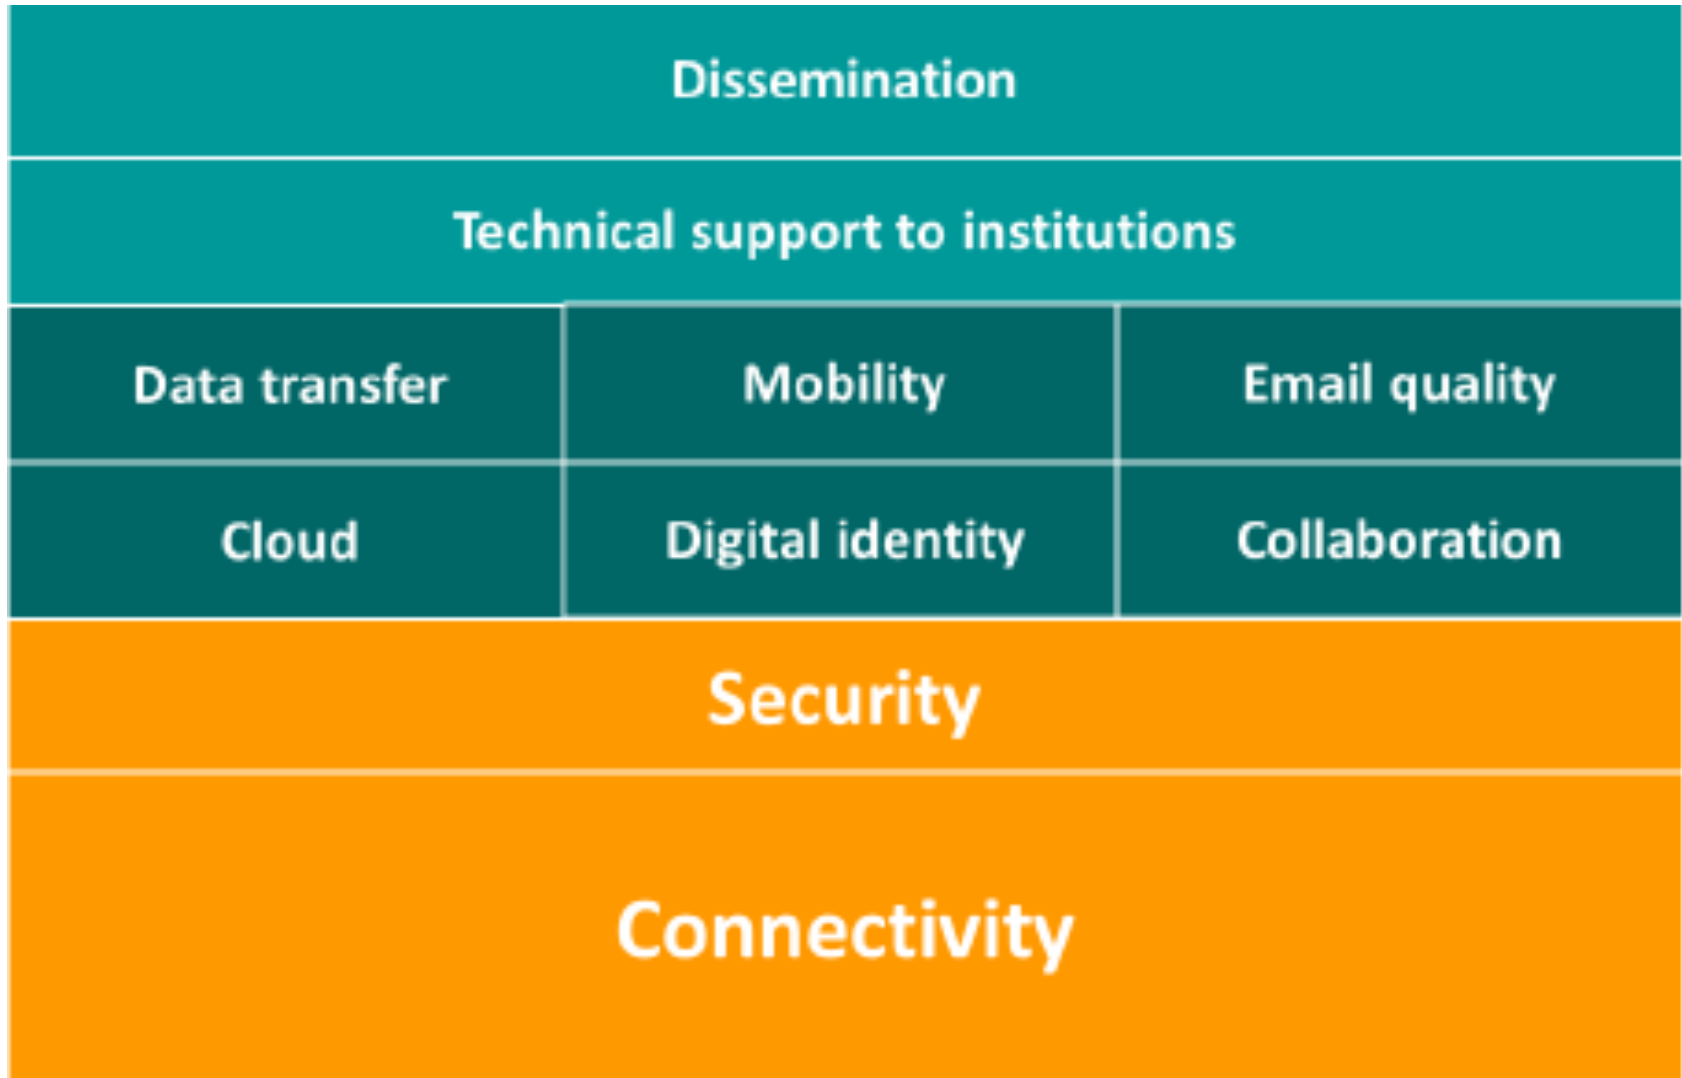 Dissemination
Technical support to institutions
Data transfer
Mobility
Email quality
Cloud
Digital identity
Collaboration
Security
Connectivity